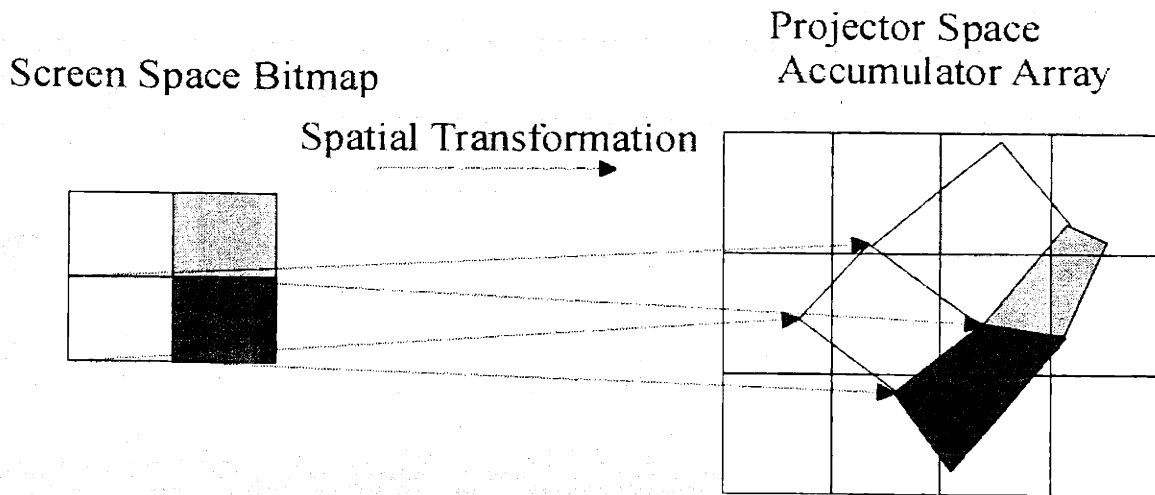 Projector Space
Accumulator Array
Screen Space Bitmap
Spatial Transformation